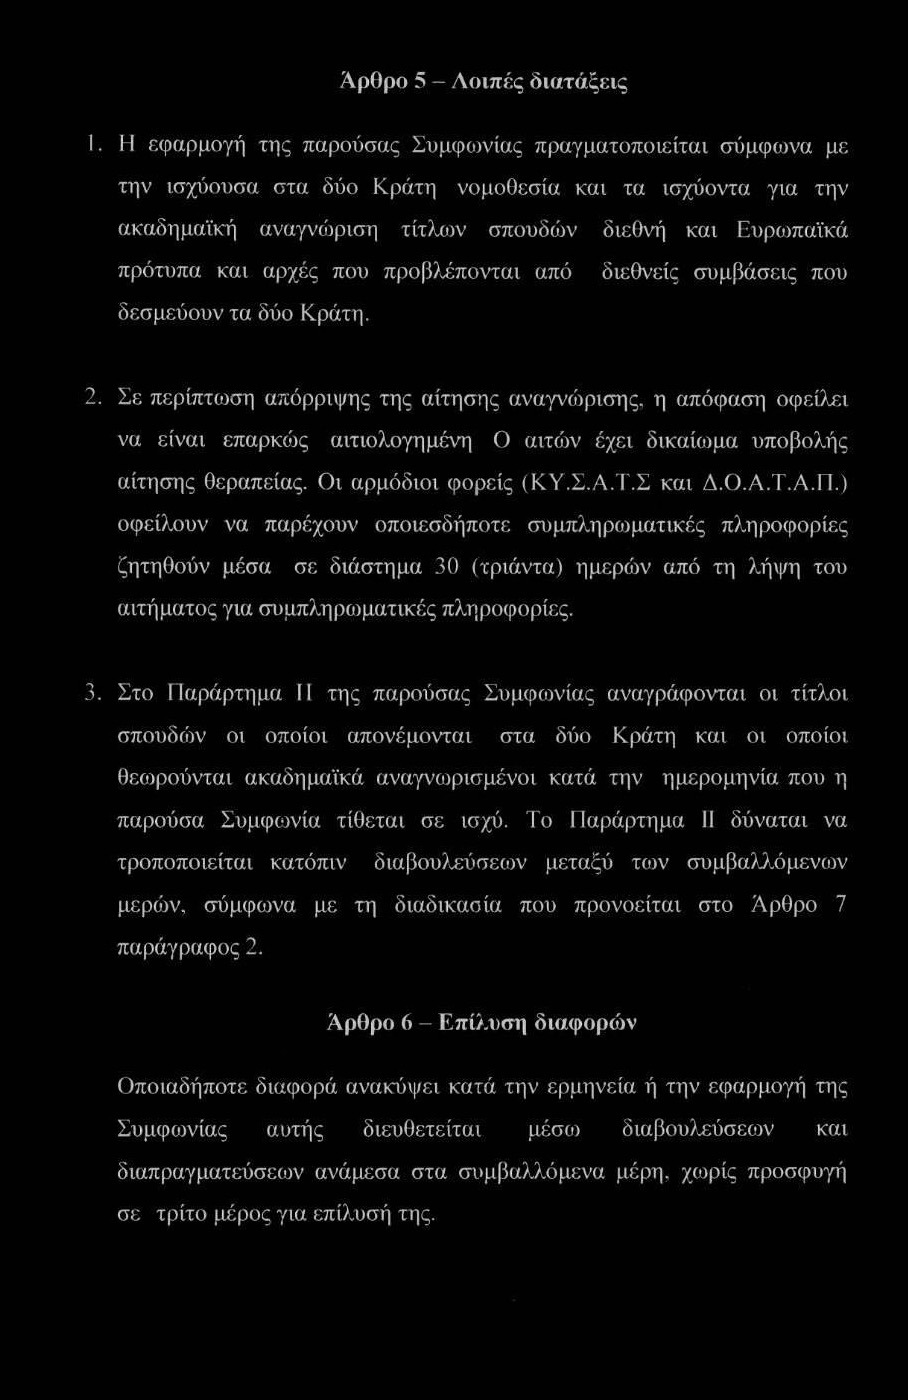 Άρθρο 5 – Λοιπές διατάξεις
1. Η εφαρμογή της παρούσας Συμφωνίας πραγματοποιείται σύμφωνα με
την ισχύουσα στα δύο Κράτη νομοθεσία και τα ισχύοντα για την
ακαδημαϊκή αναγνώριση τίτλων σπουδών διεθνή και Ευρωπαϊκά
πρότυπα και αρχές που προβλέπονται από διεθνείς συμβάσεις που
δεσμεύουν τα δύο Κράτη.
2. Σε περίπτωση απόρριψης της αίτησης αναγνώρισης, η απόφαση οφείλει
να είναι επαρκώς αιτιολογημένη Ο αιτών έχει δικαίωμα υποβολής
αίτησης θεραπείας. Οι αρμόδιοι φορείς (ΚΥ.Σ.Α.Τ.Σ και Δ.Ο.Α.Τ.Α.Π.)
οφείλουν να παρέχουν οποιεσδήποτε συμπληρωματικές πληροφορίες
ζητηθούν μέσα σε διάστημα 30 (τριάντα) ημερών από τη λήψη του
αιτήματος για συμπληρωματικές πληροφορίες.
3. Στο Παράρτημα ΙΙ της παρούσας Συμφωνίας αναγράφονται οι τίτλοι
σπουδών οι οποίοι απονέμονται στα δύο Κράτη και οι οποίοι
θεωρούνται ακαδημαϊκά αναγνωρισμένοι κατά την ημερομηνία που η
παρούσα Συμφωνία τίθεται σε ισχύ. Το Παράρτημα ΙΙ δύναται να
τροποποιείται κατόπιν διαβουλεύσεων μεταξύ των συμβαλλόμενων
μερών, σύμφωνα με τη διαδικασία που προνοείται στο Άρθρο 7
παράγραφος 2.
Άρθρο 6 – Επίλυση διαφορών
Οποιαδήποτε διαφορά ανακύψει κατά την ερμηνεία ή την εφαρμογή της
Συμφωνίας αυτής διευθετείται μέσω διαβουλεύσεων και
διαπραγματεύσεων ανάμεσα στα συμβαλλόμενα μέρη, χωρίς προσφυγή
σε τρίτο μέρος για επίλυσή της.